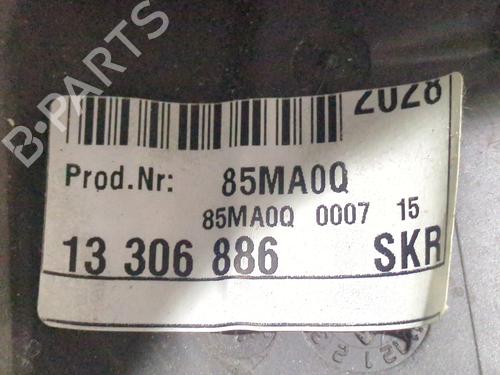 B-PARTS
2028
Prod.Nr: 85MA0Q
85MA0Q 0007 15
13 306 886 SKR